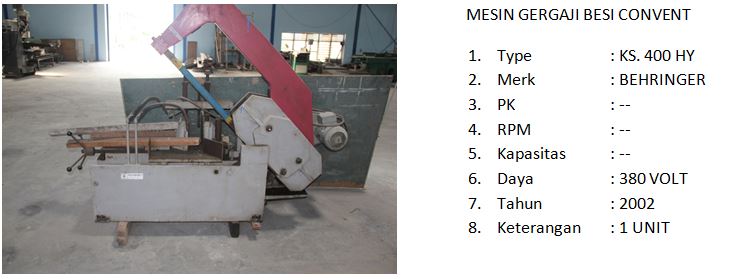 MESIN GERGAJI BESI CONVENT
1. Type : KS. 400 HY
2. Merk : BEHRINGER
3. PK : --
4. RPM : --
5. Kapasitas : --
6. Daya : 380 VOLT
7. Tahun : 2002
8. Keterangan : 1 UNIT